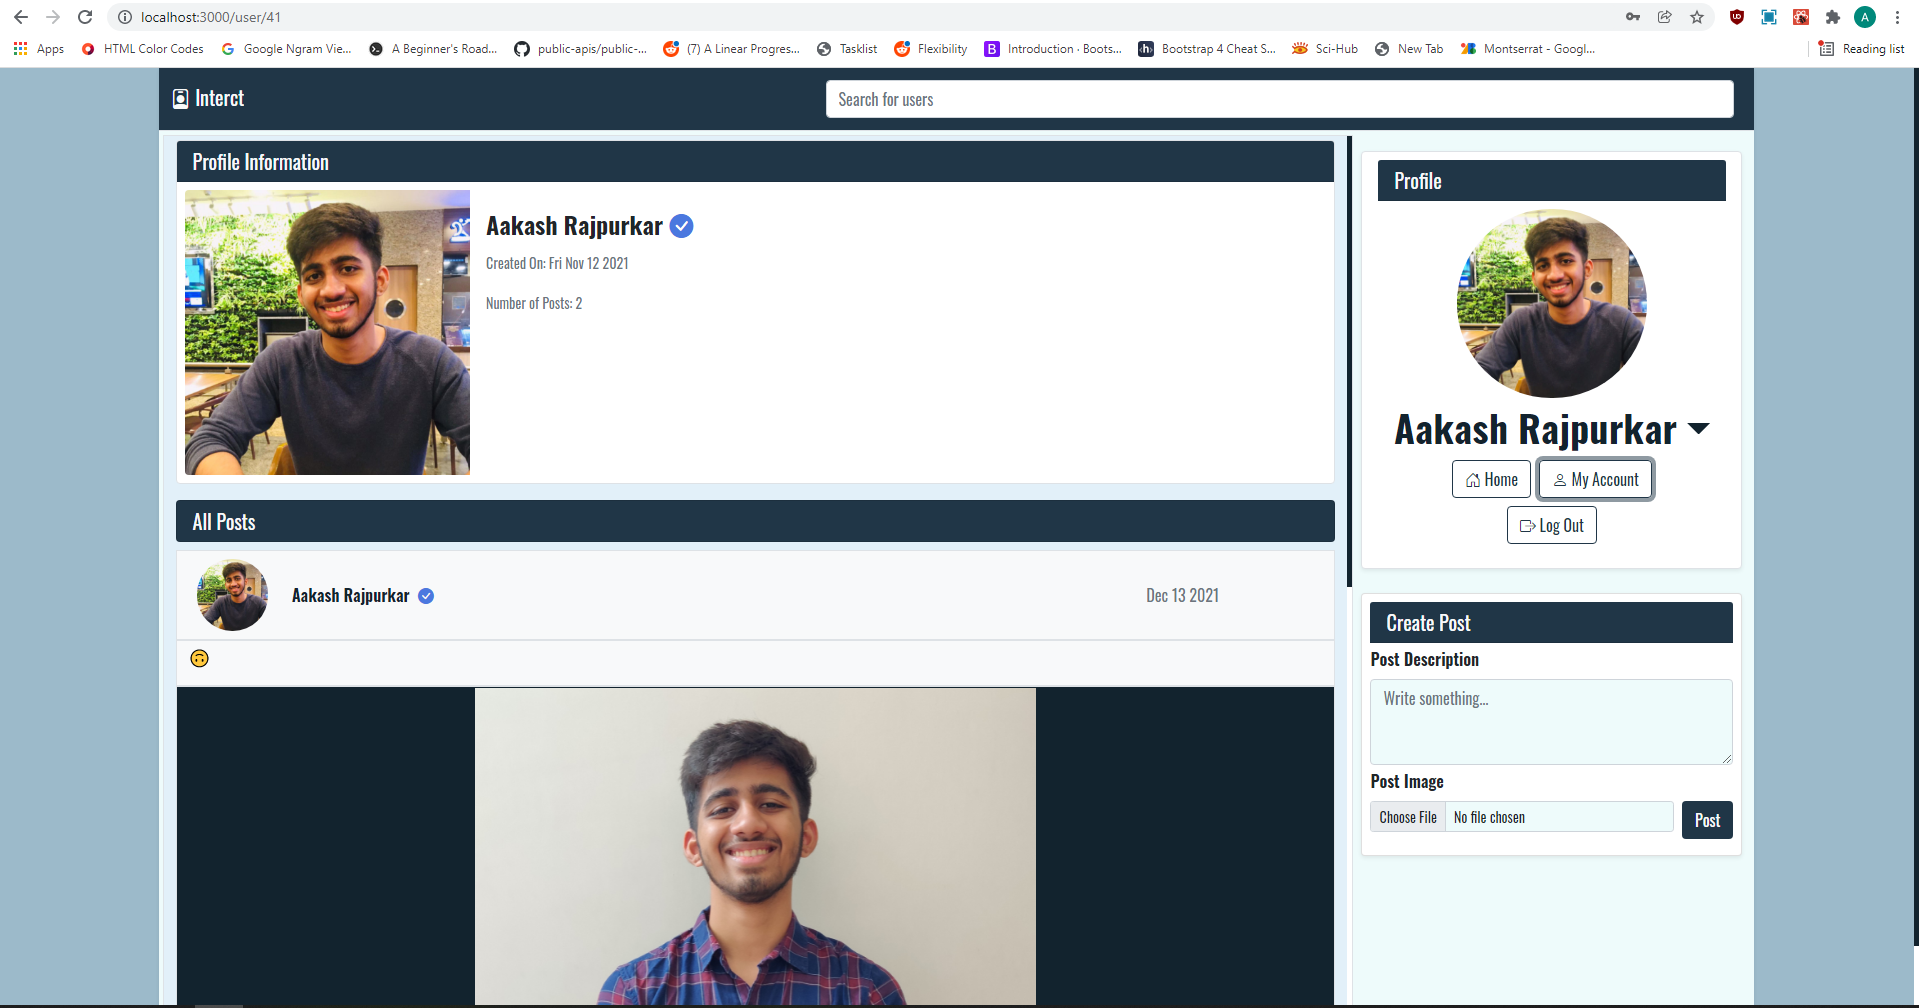 localhost:3000/user/41
A
Apps
HTML Color Codes
Google Ngram Vie...
A Beginner's Road...
public-apis/public-...
(7) A Linear Progres...
Tasklist
Flexibility
B
Introduction · Boots...
Bootstrap 4 Cheat S...
Sci-Hub
New Tab
Montserrat - Googl...
Reading list
Interct
Search for users
Profile Information
Aakash Rajpurkar
Created On: Fri Nov 12 2021
Number of Posts: 2
All Posts
Aakash Rajpurkar
Dec 13 2021
🙃
Profile
Aakash Rajpurkar
Home
My Account
Log Out
Create Post
Post Description
Write something...
Post Image
Choose File
No file chosen
Post